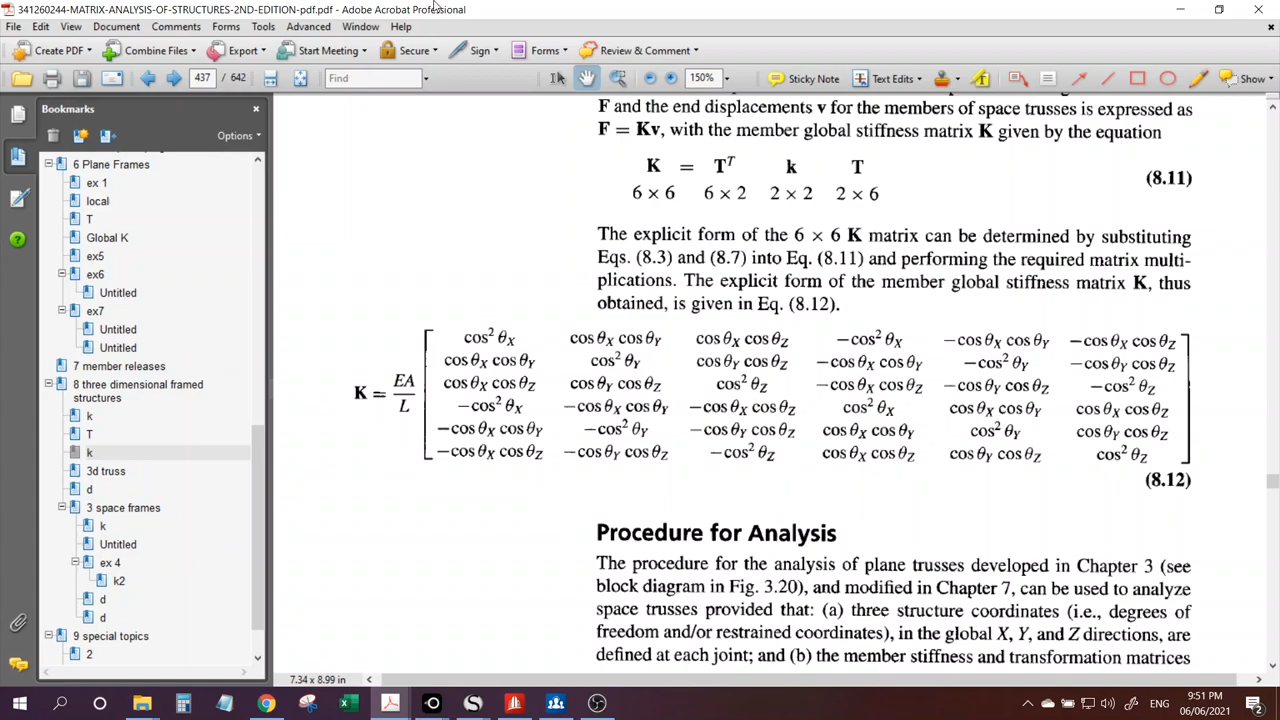 341260244-MATRIX-ANALYSIS-OF-STRUCTURES-2ND-EDITION-pdf.pdf - Adobe Acrobat Professional
File Edit View Document Comments Forms Tools Advanced Window Help
Create PDF Combine Files Export Start Meeting Secure Sign Forms Review & Comment
437 / 642 Find 150% Sticky Note Text Edits Show
Bookmarks
Options
6 Plane Frames
ex 1
local
T
Global K
ex5
ex6
Untitled
ex7
Untitled
Untitled
7 member releases
8 three dimensional framed
structures
k
T
k
3d truss
d
3 space frames
k
Untitled
ex 4
k2
d
d
9 special topics
2
F and the end displacements v for the members of space trusses is expressed as
F = Kv, with the member global stiffness matrix K given by the equation
K = T^T k T
6 × 6 6 × 2 2 × 2 2 × 6
(8.11)
The explicit form of the 6 × 6 K matrix can be determined by substituting
Eqs. (8.3) and (8.7) into Eq. (8.11) and performing the required matrix multi-
plications. The explicit form of the member global stiffness matrix K, thus
obtained, is given in Eq. (8.12).
cos² θX cos θX cos θY cos θX cos θZ −cos² θX −cos θX cos θY −cos θX cos θZ
cos θX cos θY cos² θY cos θY cos θZ −cos θX cos θY −cos² θY −cos θY cos θZ
K = EA/L cos θX cos θZ cos θY cos θZ cos² θZ −cos θX cos θZ −cos θY cos θZ −cos² θZ
−cos² θX −cos θX cos θY −cos θX cos θZ cos² θX cos θX cos θY cos θX cos θZ
−cos θX cos θY −cos² θY −cos θY cos θZ cos θX cos θY cos² θY cos θY cos θZ
−cos θX cos θZ −cos θY cos θZ −cos² θZ cos θX cos θZ cos θY cos θZ cos² θZ
(8.12)
Procedure for Analysis
The procedure for the analysis of plane trusses developed in Chapter 3 (see
block diagram in Fig. 3.20), and modified in Chapter 7, can be used to analyze
space trusses provided that: (a) three structure coordinates (i.e., degrees of
freedom and/or restrained coordinates), in the global X, Y, and Z directions, are
defined at each joint; and (b) the member stiffness and transformation matrices
7.34 x 8.99 in
ENG
9:51 PM
06/06/2021
2